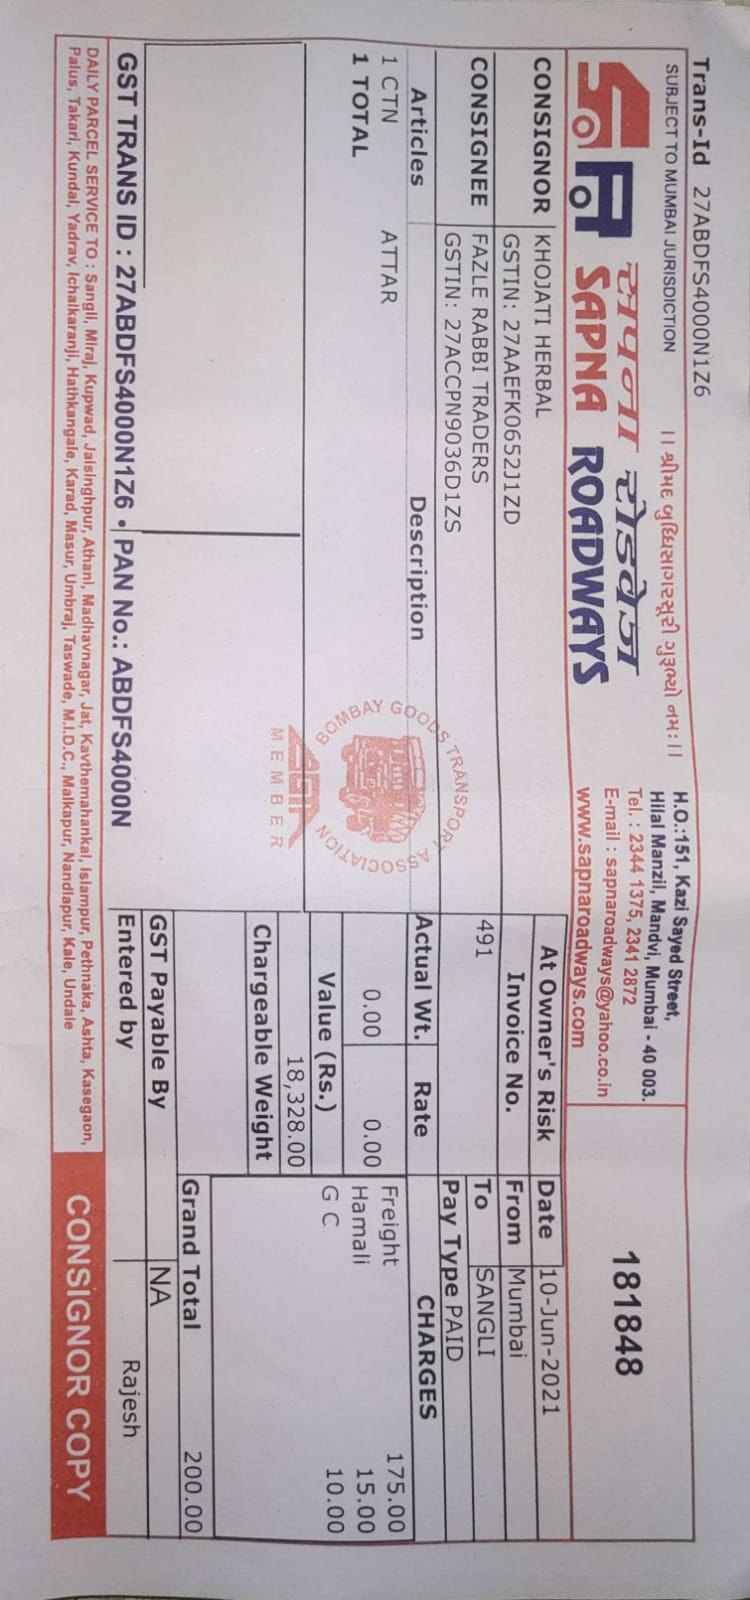 Trans-Id 27ABDFS4000N1Z6
SUBJECT TO MUMBAI JURISDICTION
।। શ્રીમદ બુધ્ધિસાગરસૂરી ગુરૂભ્યો નમઃ ।।
સપના રોડવેજ
SAPNA ROADWAYS
H.O.:151, Kazi Sayed Street,
Hilal Manzil, Mandvi, Mumbai - 40 003.
Tel. : 2344 1375, 2341 2872
E-mail : sapnaroadways@yahoo.co.in
www.sapnaroadways.com
181848
CONSIGNOR KHOJATI HERBAL
GSTIN: 27AAEFK0652J1ZD
CONSIGNEE FAZLE RABBI TRADERS
GSTIN: 27ACCPN9036D1ZS
At Owner's Risk
Invoice No.
491
Date 10-Jun-2021
From Mumbai
To SANGLI
Pay Type PAID
Articles Description Actual Wt. Rate CHARGES
1 CTN ATTAR 0.00 0.00
1 TOTAL
Value (Rs.)
18,328.00
Chargeable Weight
Freight 175.00
Hamali 15.00
G C 10.00
Grand Total 200.00
BOMBAY GOODS TRANSPORT ASSOCIATION
MEMBER
GST Payable By NA
GST TRANS ID : 27ABDFS4000N1Z6 • PAN No.: ABDFS4000N
Entered by Rajesh
DAILY PARCEL SERVICE TO : Sangli, Miraj, Kupwad, Jaisinghpur, Athani, Madhavnagar, Jat, Kavthemahankal, Islampur, Pethnaka, Ashta, Kasegaon,
Palus, Takari, Kundal, Yadrav, Ichalkaranji, Hathkangale, Karad, Masur, Umbraj, Taswade, M.I.D.C., Malkapur, Nandlapur, Kale, Undale
CONSIGNOR COPY